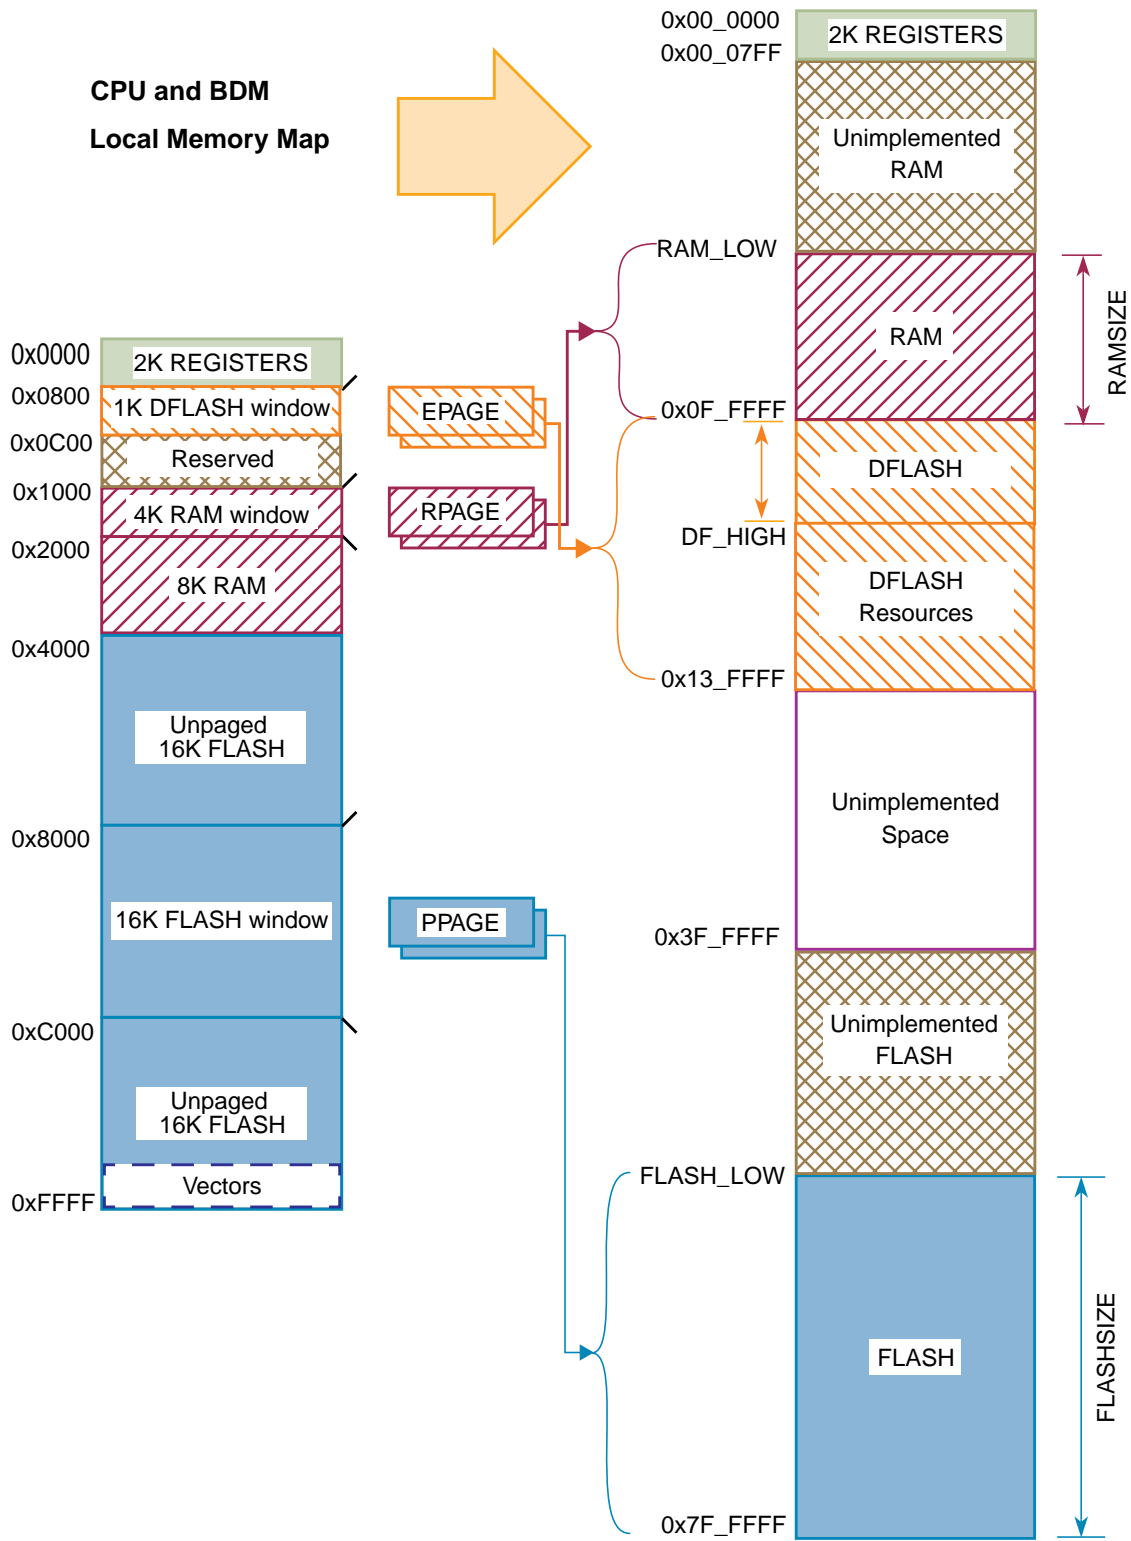 CPU and BDM
Local Memory Map
0x0000
2K REGISTERS
0x0800
1K DFLASH window
0x0C00
Reserved
0x1000
4K RAM window
0x2000
8K RAM
0x4000
Unpaged
16K FLASH
0x8000
16K FLASH window
0xC000
Unpaged
16K FLASH
Vectors
0xFFFF
EPAGE
RPAGE
PPAGE
0x00_0000
2K REGISTERS
0x00_07FF
Unimplemented
RAM
RAM_LOW
RAM
RAMSIZE
0x0F_FFFF
DFLASH
DF_HIGH
DFLASH
Resources
0x13_FFFF
Unimplemented
Space
0x3F_FFFF
Unimplemented
FLASH
FLASH_LOW
FLASH
FLASHSIZE
0x7F_FFFF